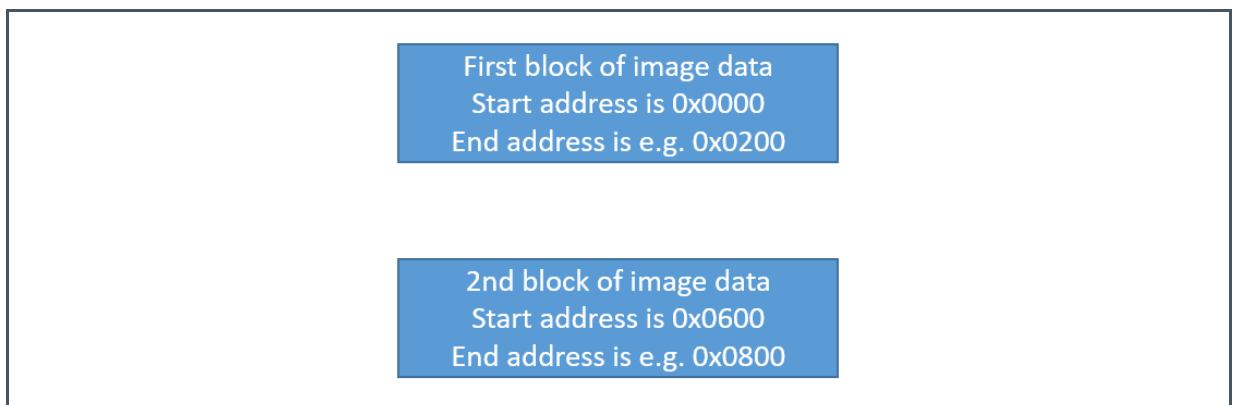 First block of image data
Start address is 0x0000
End address is e.g. 0x0200
2nd block of image data
Start address is 0x0600
End address is e.g. 0x0800